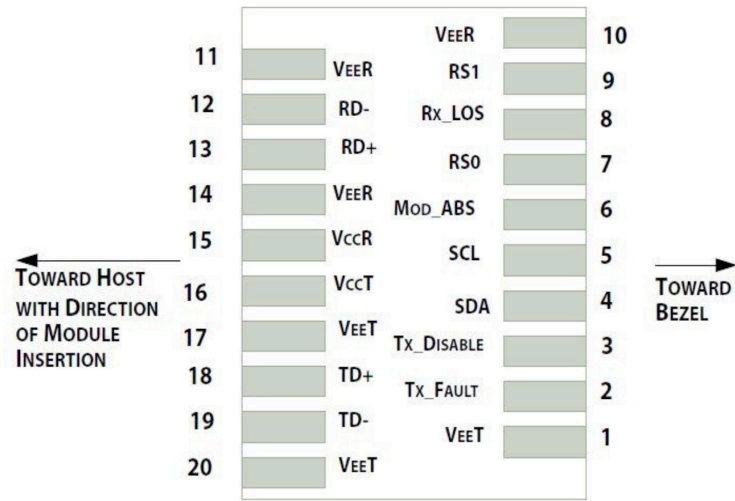 11 VEER
12 RD-
13 RD+
14 VEER
15 VCCR
16 VCCT
17 VEET
18 TD+
19 TD-
20 VEET
VEER 10
RS1 9
RX_LOS 8
RS0 7
MOD_ABS 6
SCL 5
SDA 4
TX_DISABLE 3
TX_FAULT 2
VEET 1
TOWARD HOST
WITH DIRECTION
OF MODULE
INSERTION
TOWARD
BEZEL